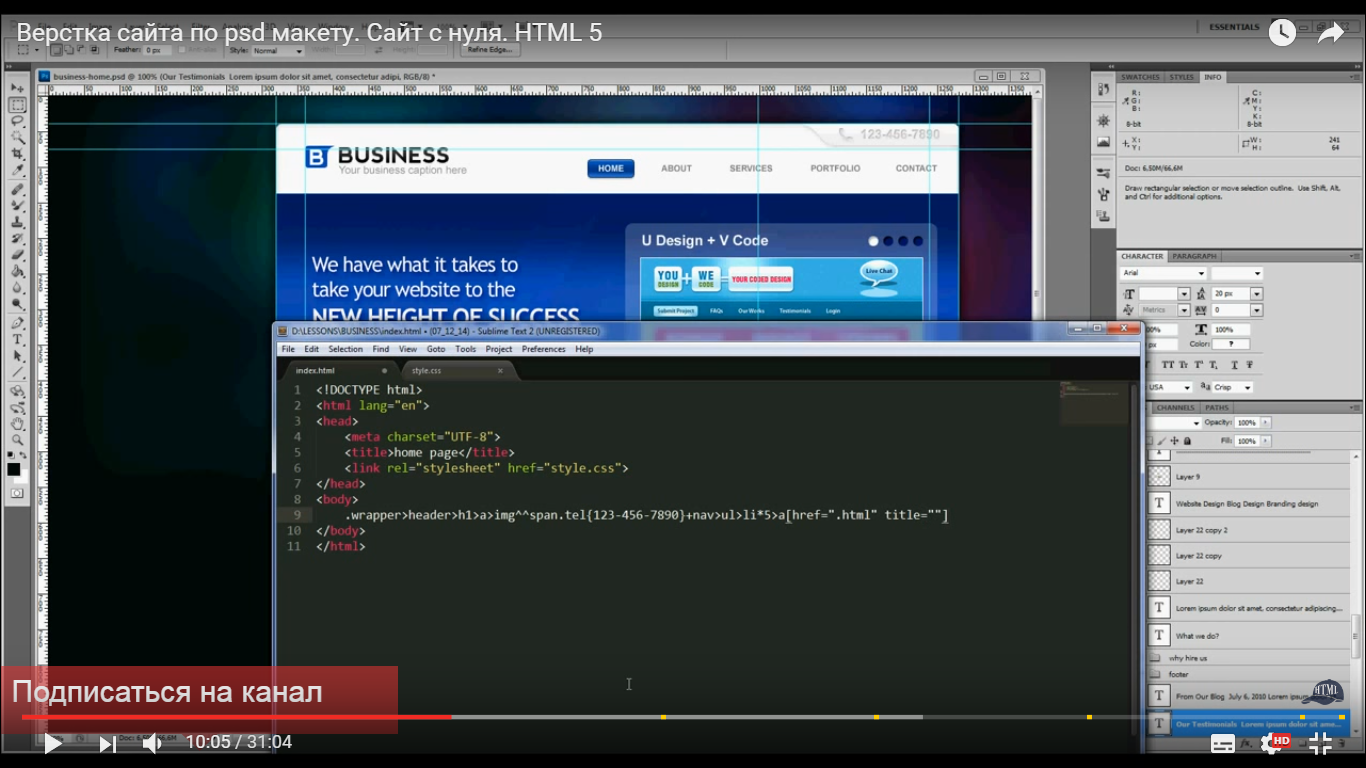 Верстка сайта по psd макету. Сайт с нуля. HTML 5
ESSENTIALS
Feather: 0 px
Style: Normal
Refine Edge...
business-home.psd @ 100% (Our Testimonials Lorem ipsum dolor sit amet, consectetur adipi, RGB/8) *
123-456-7890
B BUSINESS
Your business caption here
HOME ABOUT SERVICES PORTFOLIO CONTACT
We have what it takes to
take your website to the
NEW HEIGHT OF SUCCESS
U Design + V Code
YOU DESIGN + WE CODE = YOUR CODED DESIGN
Live Chat
Submit Project FAQs Our Works Testimonials Login
D:\LESSONS\BUSINESS\index.html • (07_12_14) - Sublime Text 2 (UNREGISTERED)
File Edit Selection Find View Goto Tools Project Preferences Help
index.html style.css
1 <!DOCTYPE html>
2 <html lang="en">
3 <head>
4 <meta charset="UTF-8">
5 <title>home page</title>
6 <link rel="stylesheet" href="style.css">
7 </head>
8 <body>
9 .wrapper>header>h1>a>img^^span.tel{123-456-7890}+nav>ul>li*5>a[href=".html" title=""]
10 </body>
11 </html>
SWATCHES STYLES INFO
R: C:
G: M:
B: Y:
K:
8-bit 8-bit
X: W: 241
Y: H: 64
Doc: 6.50M/66.6M
Draw rectangular selection or move selection outline. Use Shift, Alt,
and Ctrl for additional options.
CHARACTER PARAGRAPH
Arial
20 px
Metrics 0
100%
Color: ?
USA Crisp
CHANNELS PATHS
Opacity: 100%
Fill: 100%
Layer 9
Website Design Blog Design Branding design
Layer 22 copy 2
Layer 22 copy
Layer 22
Lorem ipsum dolor sit amet, consectetur adipiscing...
What we do?
why hire us
footer
From Our Blog July 6, 2010 Lorem ipsum
HTML
Our Testimonials Lorem ipsum dolor sit ame...
Подписаться на канал
10:05 / 31:04
HD